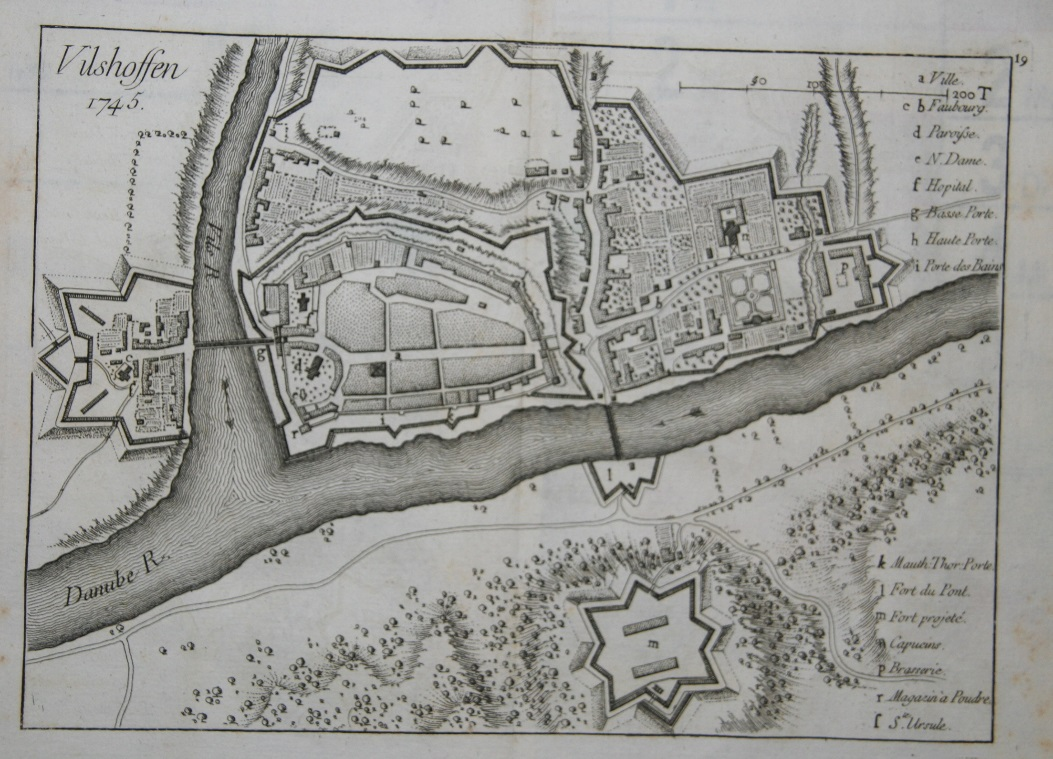 Vilshoffen
1745.
19
50
200 T
a Ville.
c b Faubourg.
d Paroisse.
e N. Dame.
f Hopital.
g Basse Porte.
h Haute Porte.
i Porte des Bains
Vils R.
b
n
p
h
c
g
a
d
k
i
f
r
l
Danube R.
m
k Mauth Thor Porte.
l Fort du Pont.
m Fort projeté.
n Capucins.
p Brasserie.
r Magazin a Poudre.
ſ Ste. Ursule.